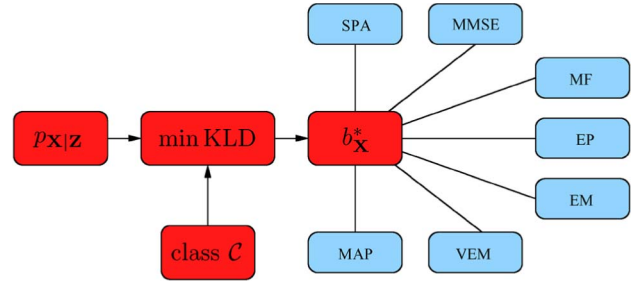 SPA
MMSE
MF
p_{X|Z}
min KLD
b^*_X
EP
EM
class 𝒞
MAP
VEM